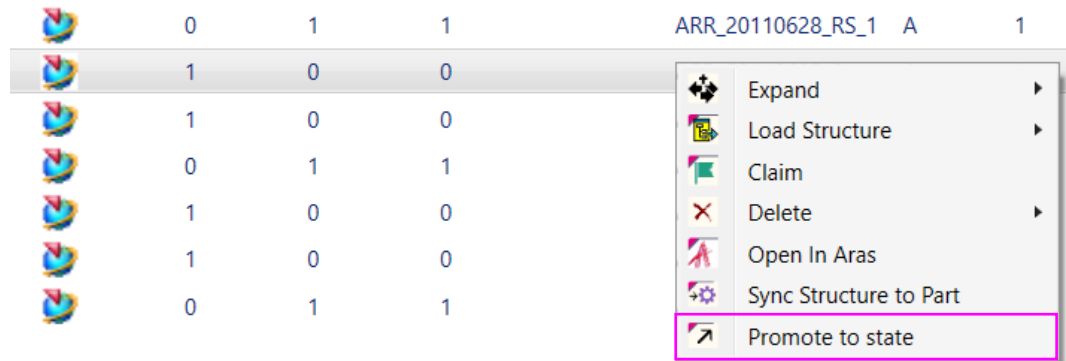 0 1 1 ARR_20110628_RS_1 A 1
1 0 0
Expand
1 0 0
Load Structure
0 1 1
Claim
1 0 0
Delete
1 0 0
Open In Aras
0 1 1
Sync Structure to Part
Promote to state